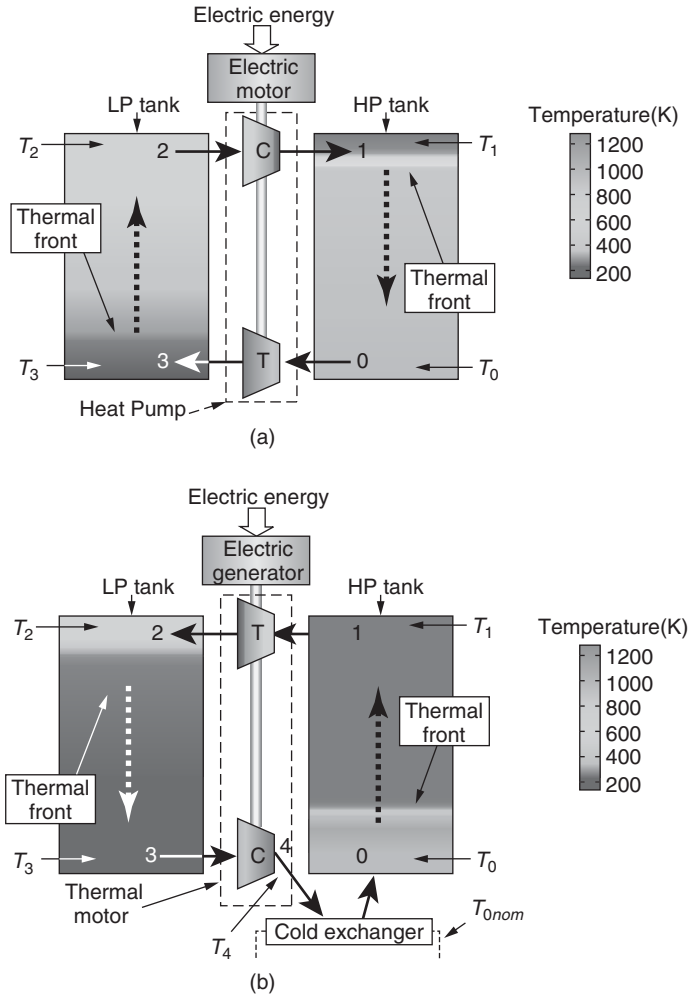 Electric energy
Electric
motor
LP tank
HP tank
Temperature(K)
T2
2
C
1
T1
1200
1000
800
600
400
200
Thermal
front
Thermal
front
T3
3
T
0
T0
Heat Pump
(a)
Electric energy
Electric
generator
LP tank
HP tank
Temperature(K)
T2
2
T
1
T1
1200
1000
800
600
400
200
Thermal
front
Thermal
front
T3
3
C
4
0
T0
Thermal
motor
T4
Cold exchanger
T0nom
(b)